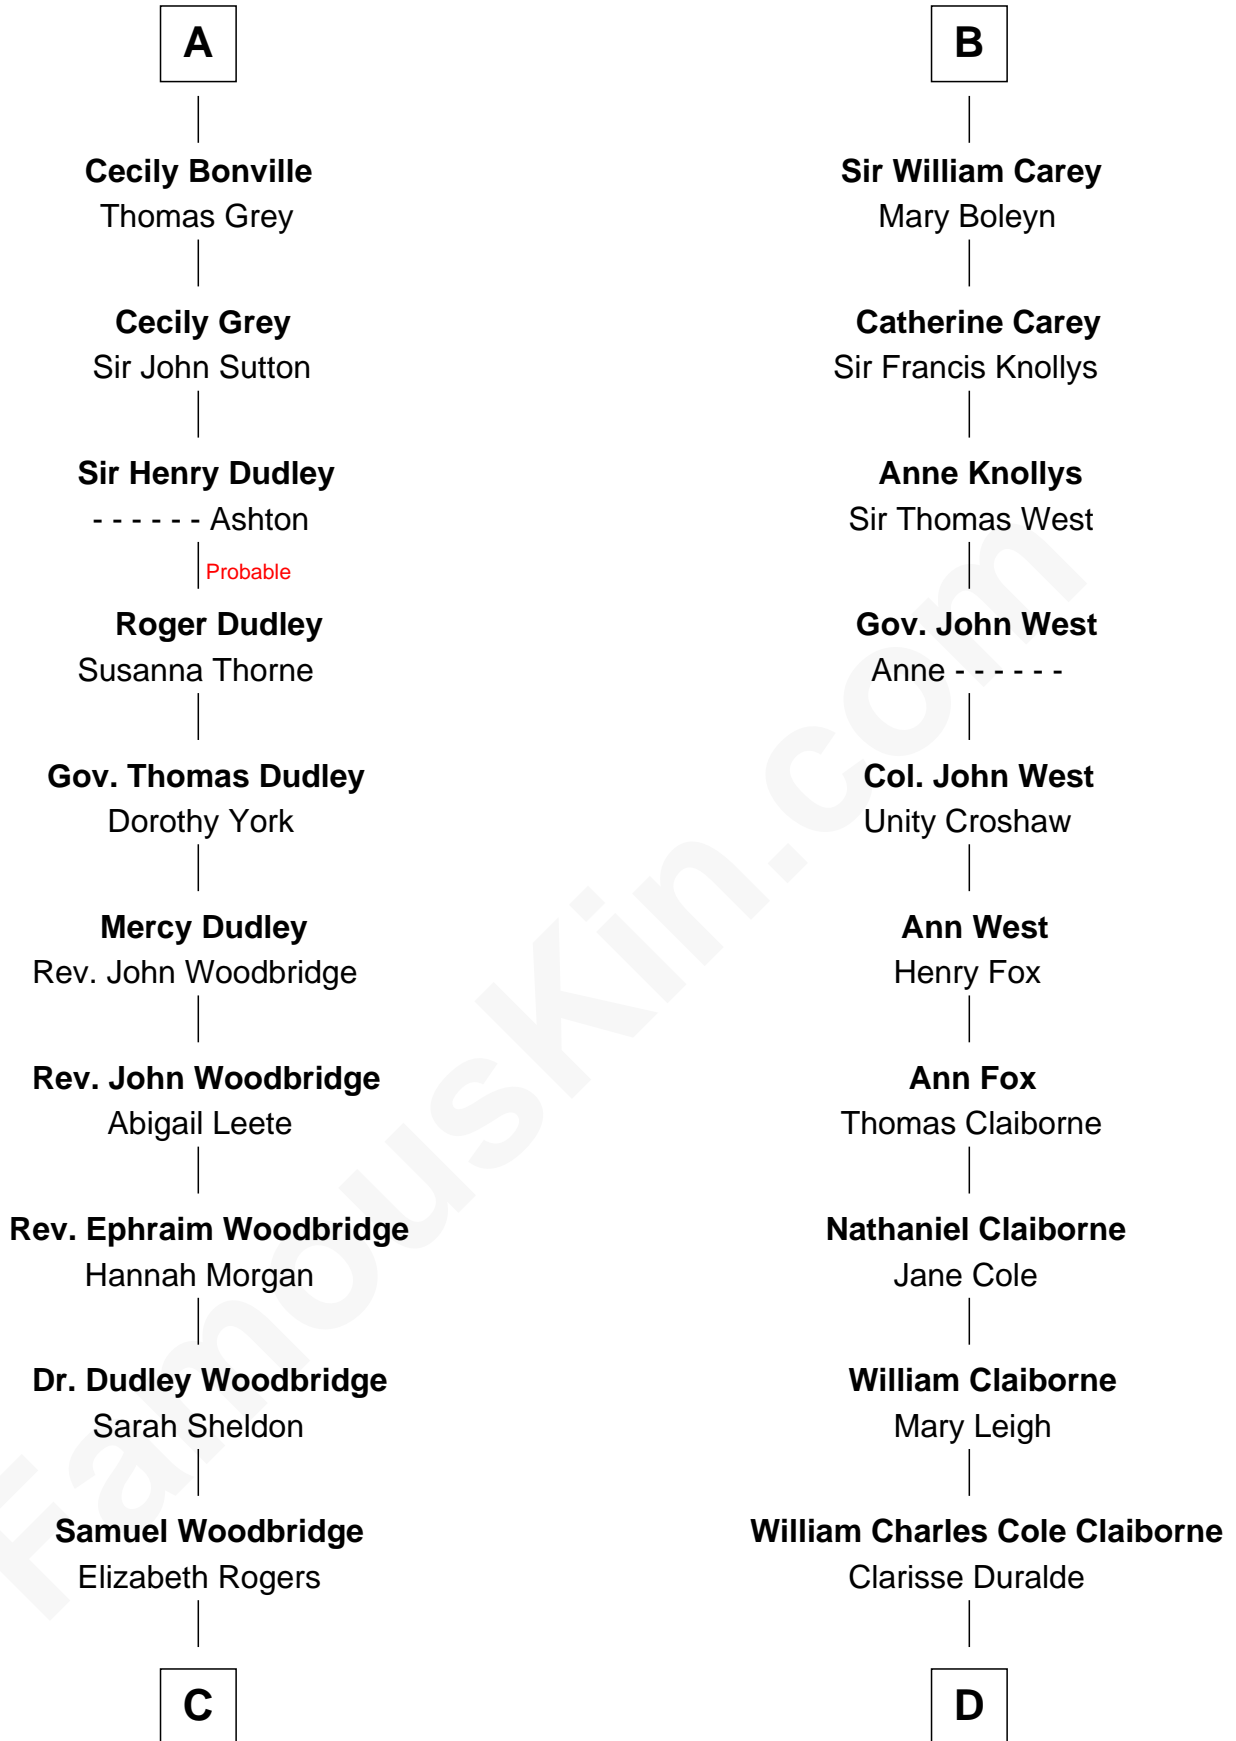 A
Cecily Bonville
Thomas Grey
Cecily Grey
Sir John Sutton
Sir Henry Dudley
- - - - - - Ashton
Probable
Roger Dudley
Susanna Thorne
Gov. Thomas Dudley
Dorothy York
Mercy Dudley
Rev. John Woodbridge
Rev. John Woodbridge
Abigail Leete
Rev. Ephraim Woodbridge
Hannah Morgan
Dr. Dudley Woodbridge
Sarah Sheldon
Samuel Woodbridge
Elizabeth Rogers
C
B
Sir William Carey
Mary Boleyn
Catherine Carey
Sir Francis Knollys
Anne Knollys
Sir Thomas West
Gov. John West
Anne - - - - - -
Col. John West
Unity Croshaw
Ann West
Henry Fox
Ann Fox
Thomas Claiborne
Nathaniel Claiborne
Jane Cole
William Claiborne
Mary Leigh
William Charles Cole Claiborne
Clarisse Duralde
D
FamousKin.com